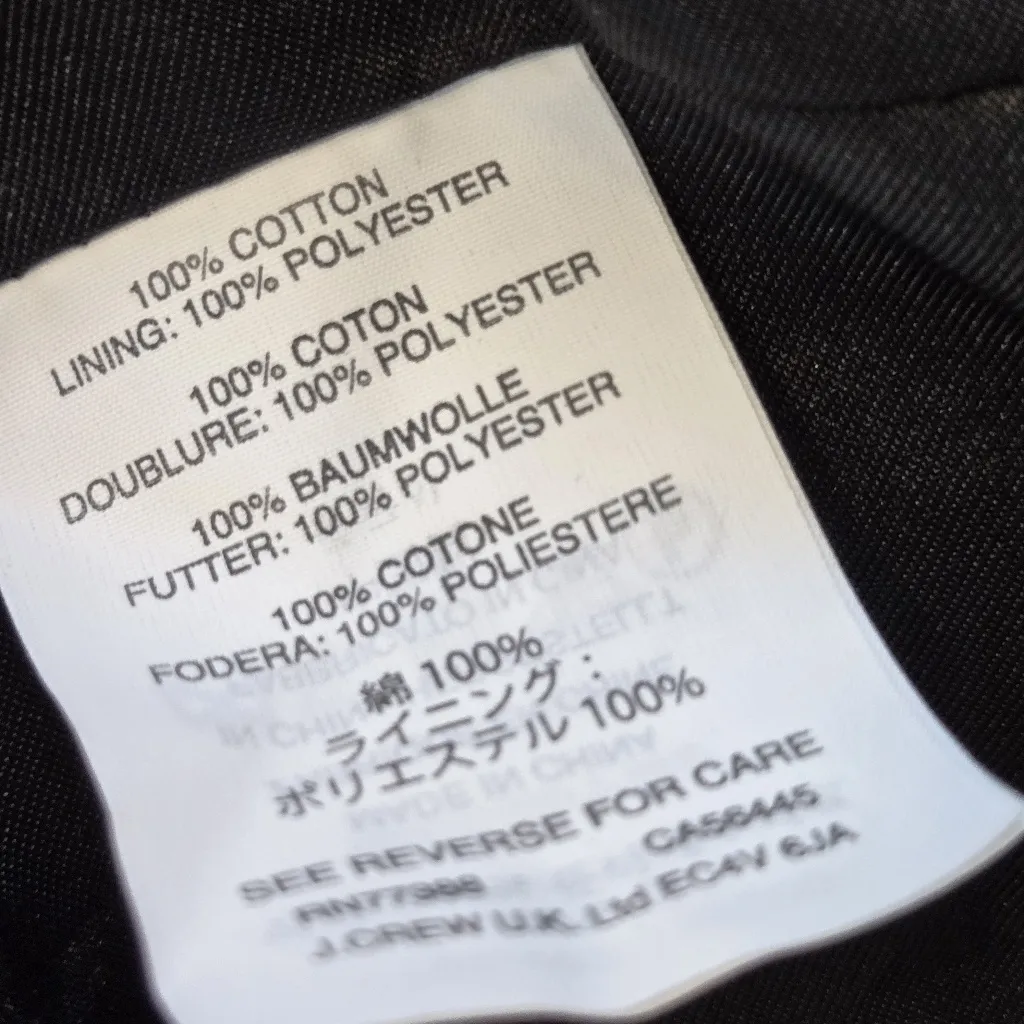 100% COTTON
LINING: 100% POLYESTER
100% COTON
DOUBLURE: 100% POLYESTER
100% BAUMWOLLE
FUTTER: 100% POLYESTER
100% COTONE
FODERA: 100% POLIESTERE
綿 100%
ライニング :
ポリエステル 100%
SEE REVERSE FOR CARE
RN77388 CA56445
J.CREW U.K. Ltd EC4V 6JA